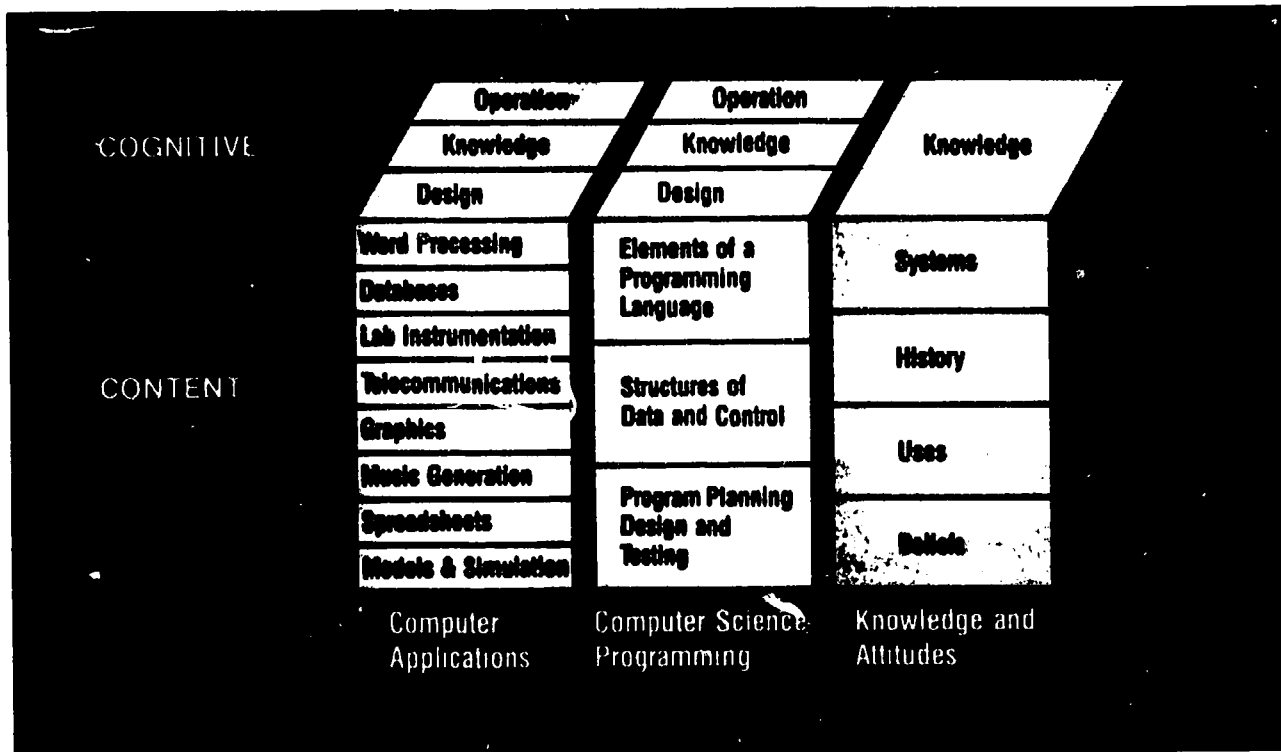 COGNITIVE
Operation
Knowledge
Design
Operation
Knowledge
Design
Knowledge
CONTENT
Word Processing
Databases
Lab Instrumentation
Telecommunications
Graphics
Music Generation
Spreadsheets
Models & Simulation
Elements of a
Programming
Language
Structures of
Data and Control
Program Planning
Design and
Testing
Systems
History
Uses
Beliefs
Computer
Applications
Computer Science
Programming
Knowledge and
Attitudes